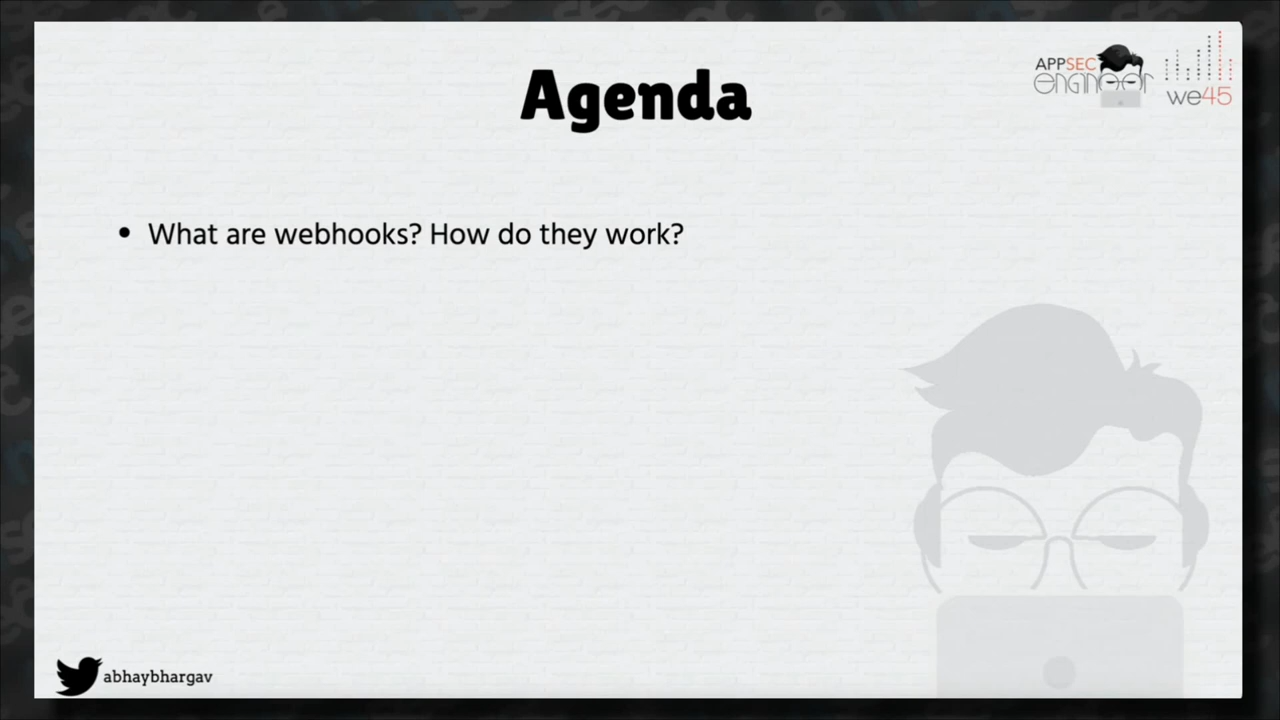 Agenda
APPSEC
engineer
we45
• What are webhooks? How do they work?
abhaybhargav